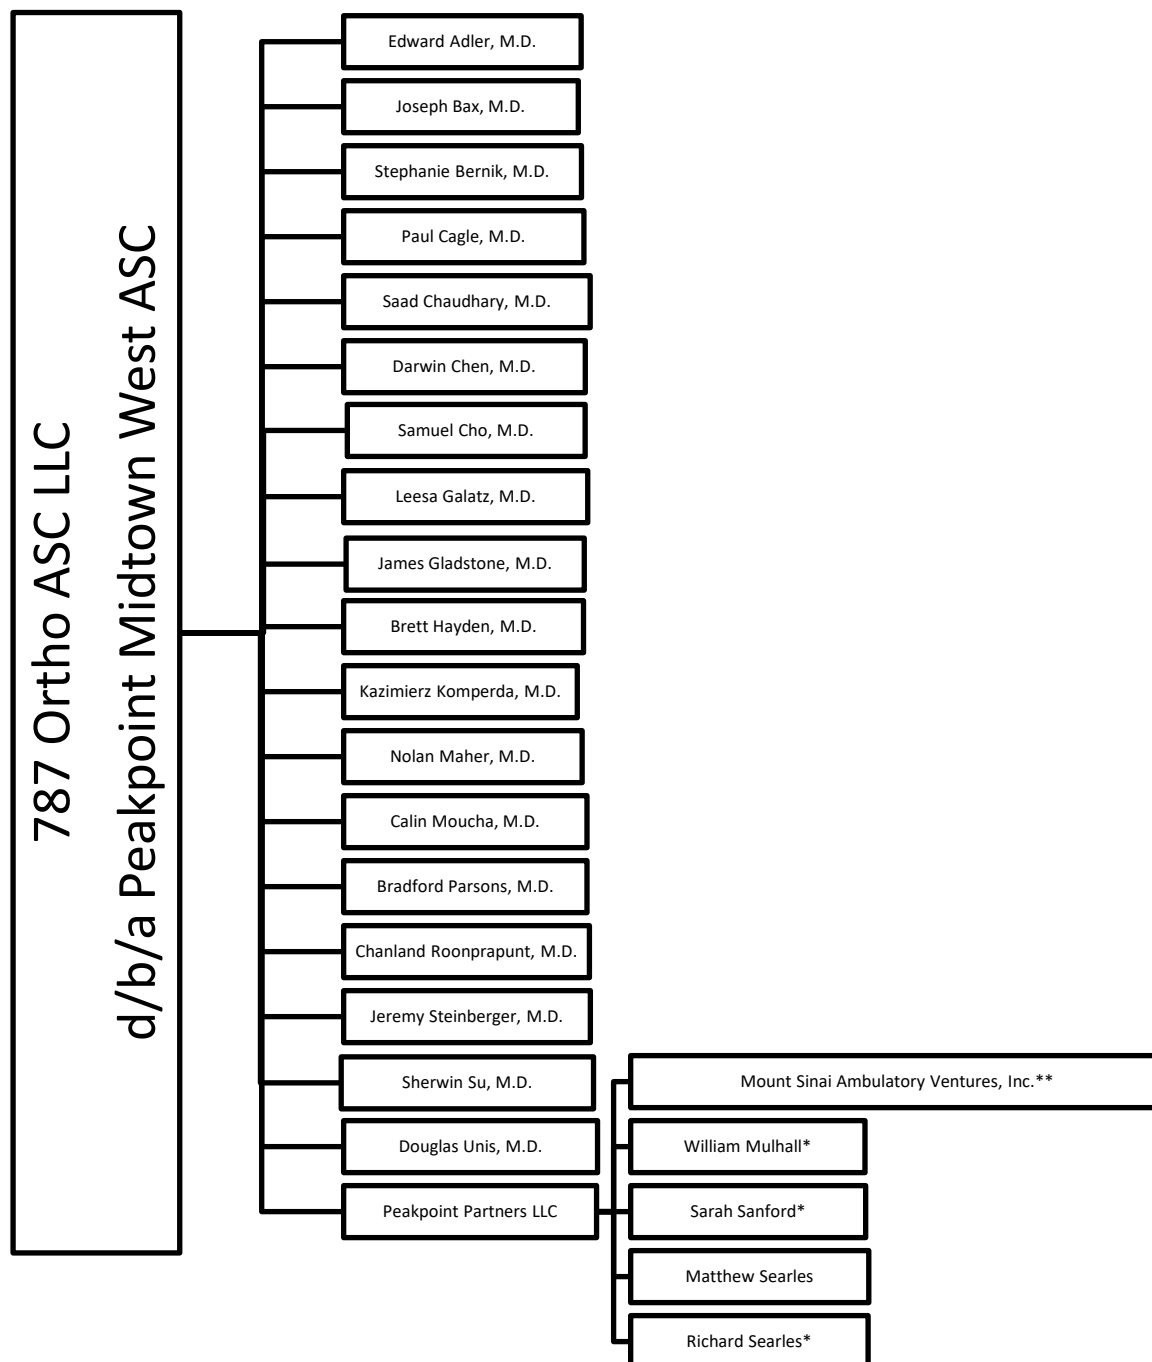 787 Ortho ASC LLC
d/b/a Peakpoint Midtown West ASC
Edward Adler, M.D.
Joseph Bax, M.D.
Stephanie Bernik, M.D.
Paul Cagle, M.D.
Saad Chaudhary, M.D.
Darwin Chen, M.D.
Samuel Cho, M.D.
Leesa Galatz, M.D.
James Gladstone, M.D.
Brett Hayden, M.D.
Kazimierz Komperda, M.D.
Nolan Maher, M.D.
Calin Moucha, M.D.
Bradford Parsons, M.D.
Chanland Roonprapunt, M.D.
Jeremy Steinberger, M.D.
Sherwin Su, M.D.
Douglas Unis, M.D.
Peakpoint Partners LLC
Mount Sinai Ambulatory Ventures, Inc.**
William Mulhall*
Sarah Sanford*
Matthew Searles
Richard Searles*